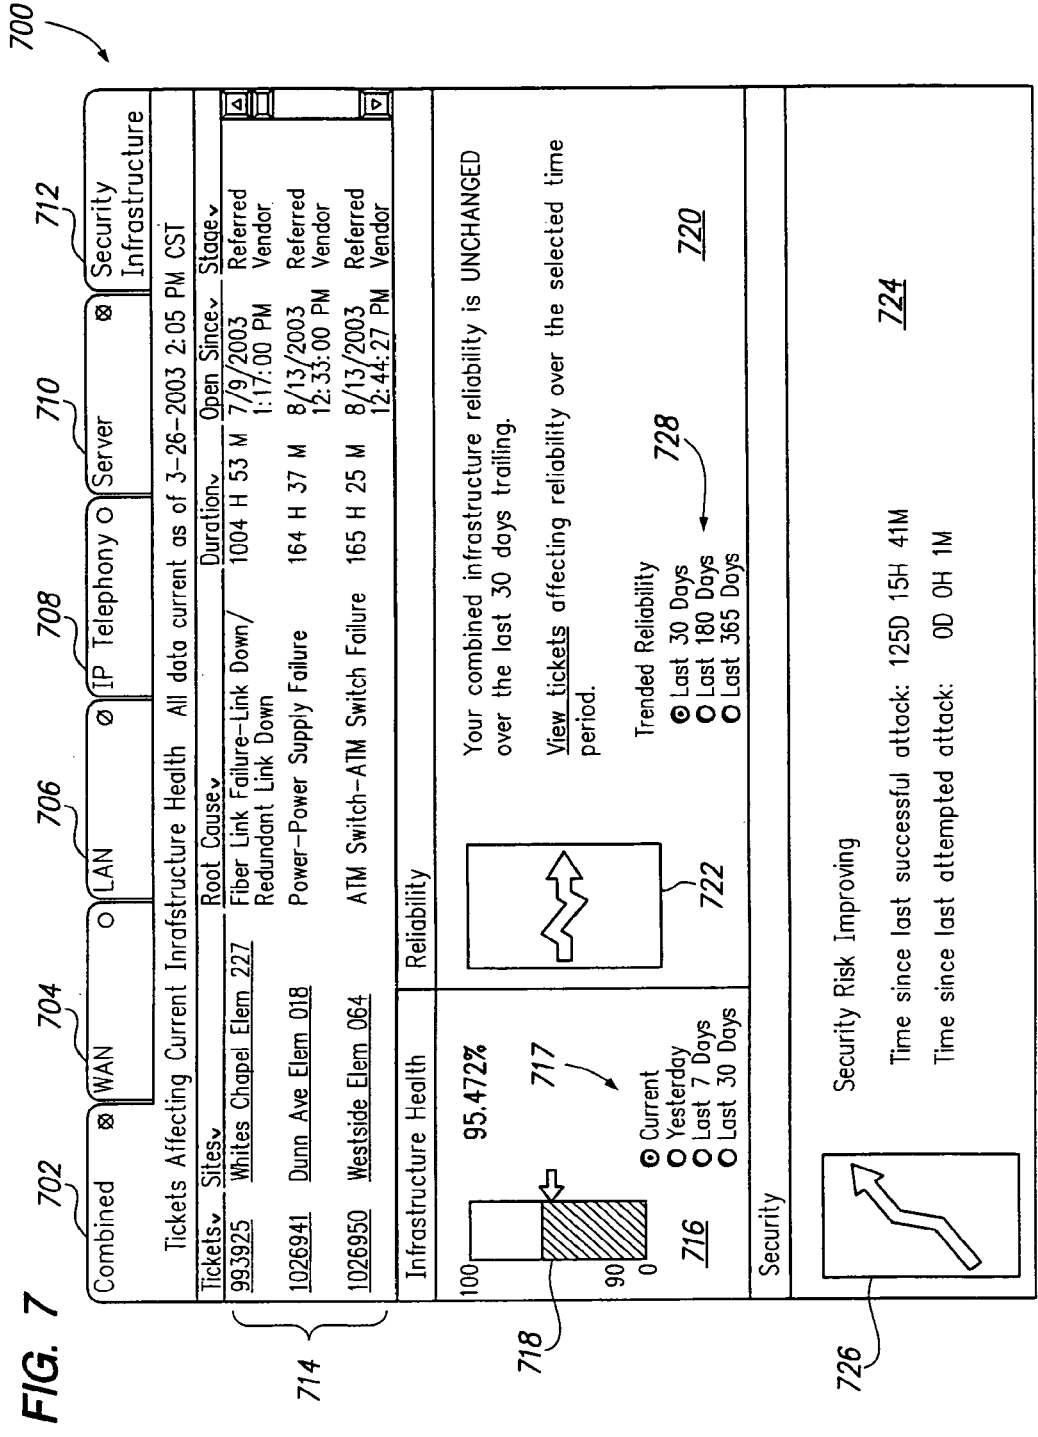 FIG. 7
700
702
704
706
708
710
712
Combined
WAN
LAN
IP Telephony
Server
Security
Infrastructure
Tickets Affecting Current Inrafstructure Health All data current as of 3-26-2003 2:05 PM CST
Tickets Sites Root Cause Duration Open Since Stage
993925 Whites Chapel Elem 227 Fiber Link Failure-Link Down/ 1004 H 53 M 7/9/2003 Referred
Redundant Link Down 1:17:00 PM Vendor
1026941 Dunn Ave Elem 018 Power-Power Supply Failure 164 H 37 M 8/13/2003 Referred
12:33:00 PM Vendor
1026950 Westside Elem 064 ATM Switch-ATM Switch Failure 165 H 25 M 8/13/2003 Referred
12:44:27 PM Vendor
714
Infrastructure Health
100
90
0
95.472%
717
Current
Yesterday
Last 7 Days
Last 30 Days
716
718
Reliability
Your combined infrastructure reliability is UNCHANGED
over the last 30 days trailing.
View tickets affecting reliability over the selected time
period.
722
Trended Reliability
Last 30 Days
Last 180 Days
Last 365 Days
728
720
Security
Security Risk Improving
Time since last successful attack: 125D 15H 41M
Time since last attempted attack: 0D 0H 1M
724
726